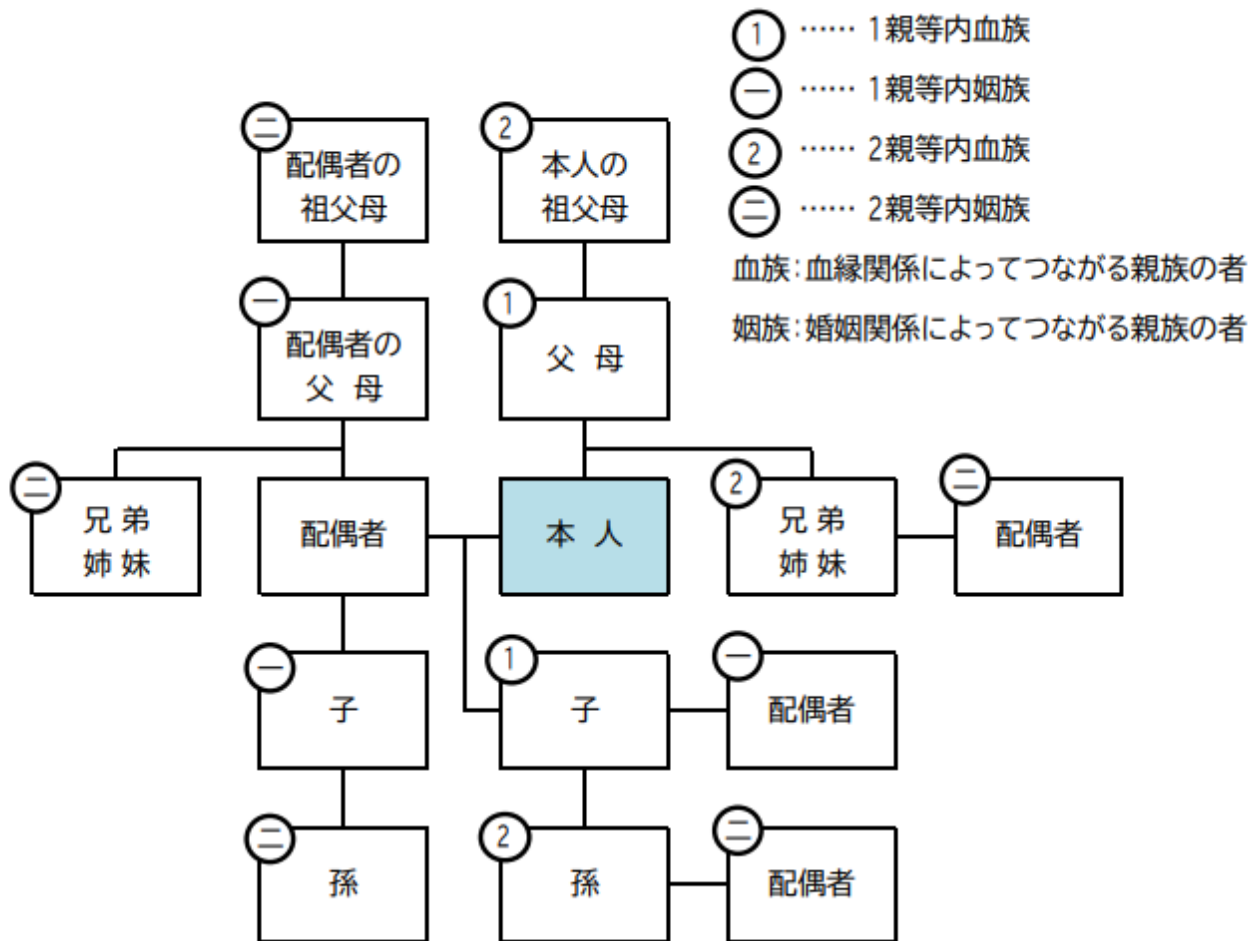 ① …… 1親等内血族
㊀ …… 1親等内姻族
② …… 2親等内血族
㊁ …… 2親等内姻族
血族：血縁関係によってつながる親族の者
姻族：婚姻関係によってつながる親族の者
㊁
配偶者の
祖父母
②
本人の
祖父母
㊀
配偶者の
父 母
①
父 母
㊁
兄 弟
姉 妹
配偶者
本 人
②
兄 弟
姉 妹
㊁
配偶者
㊀
子
①
子
㊀
配偶者
㊁
孫
②
孫
㊁
配偶者